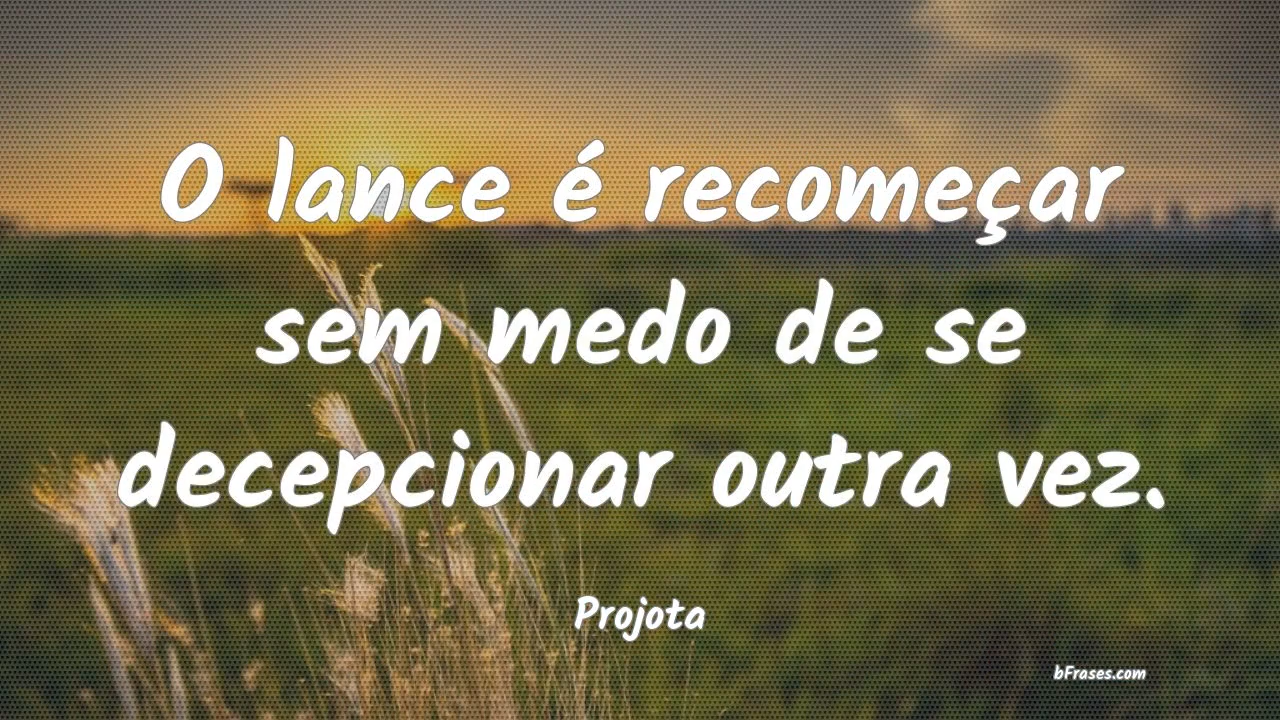 O lance é recomeçar
sem medo de se
decepcionar outra vez.
Projota
bFrases.com